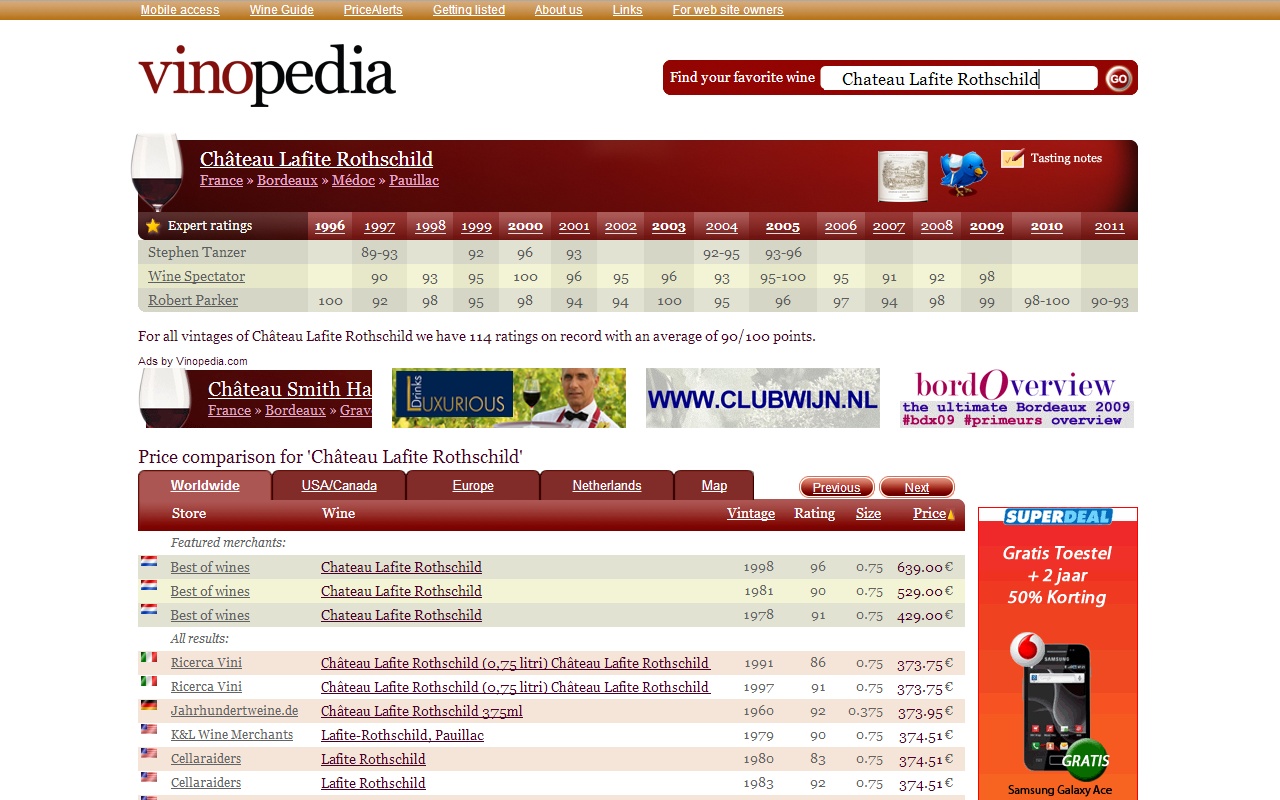 Mobile access Wine Guide PriceAlerts Getting listed About us Links For web site owners
vinopedia
Find your favorite wine Chateau Lafite Rothschild GO
Château Lafite Rothschild
France » Bordeaux » Médoc » Pauillac
Tasting notes
Expert ratings 1996 1997 1998 1999 2000 2001 2002 2003 2004 2005 2006 2007 2008 2009 2010 2011
Stephen Tanzer 89-93 92 96 93 92-95 93-96
Wine Spectator 90 93 95 100 96 95 96 93 95-100 95 91 92 98
Robert Parker 100 92 98 95 98 94 94 100 95 96 97 94 98 99 98-100 90-93
For all vintages of Château Lafite Rothschild we have 114 ratings on record with an average of 90/100 points.
Ads by Vinopedia.com
Château Smith Ha
France » Bordeaux » Grav
Drinks
LUXURIOUS
WWW.CLUBWIJN.NL
bordOverview
the ultimate Bordeaux 2009
#bdx09 #primeurs overview
Price comparison for 'Château Lafite Rothschild'
Worldwide USA/Canada Europe Netherlands Map Previous Next
Store Wine Vintage Rating Size Price
Featured merchants:
Best of wines Chateau Lafite Rothschild 1998 96 0.75 639.00 €
Best of wines Chateau Lafite Rothschild 1981 90 0.75 529.00 €
Best of wines Chateau Lafite Rothschild 1978 91 0.75 429.00 €
All results:
Ricerca Vini Château Lafite Rothschild (0,75 litri) Château Lafite Rothschild 1991 86 0.75 373.75 €
Ricerca Vini Château Lafite Rothschild (0,75 litri) Château Lafite Rothschild 1997 91 0.75 373.75 €
Jahrhundertweine.de Château Lafite Rothschild 375ml 1960 92 0.375 373.95 €
K&L Wine Merchants Lafite-Rothschild, Pauillac 1979 90 0.75 374.51 €
Cellaraiders Lafite Rothschild 1980 83 0.75 374.51 €
Cellaraiders Lafite Rothschild 1983 92 0.75 374.51 €
SUPERDEAL
Gratis Toestel
+ 2 jaar
50% Korting
SAMSUNG
GRATIS
Samsung Galaxy Ace